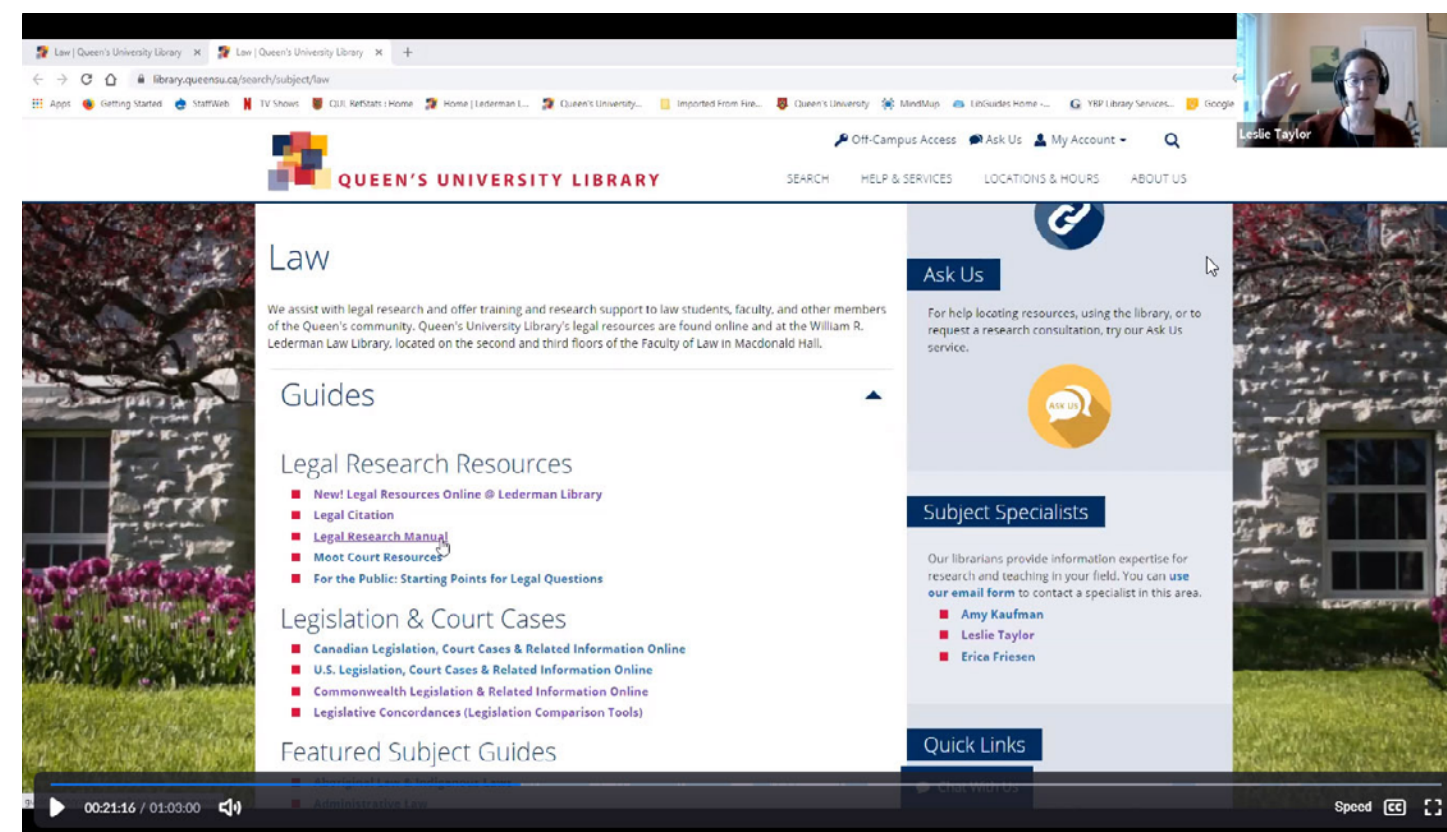 Law | Queen's University Library
Law | Queen's University Library
library.queensu.ca/search/subject/law
Apps Getting Started StaffWeb TV Shows QUL RefStats : Home Home | Lederman L... Queen's University... Imported From Fire... Queen's University MindMup LibGuides Home -... YBP Library Services... Google
Leslie Taylor
Off-Campus Access Ask Us My Account
QUEEN'S UNIVERSITY LIBRARY
SEARCH HELP & SERVICES LOCATIONS & HOURS ABOUT US
Law
We assist with legal research and offer training and research support to law students, faculty, and other members
of the Queen's community. Queen's University Library's legal resources are found online and at the William R.
Lederman Law Library, located on the second and third floors of the Faculty of Law in Macdonald Hall.
Guides
Legal Research Resources
New! Legal Resources Online @ Lederman Library
Legal Citation
Legal Research Manual
Moot Court Resources
For the Public: Starting Points for Legal Questions
Legislation & Court Cases
Canadian Legislation, Court Cases & Related Information Online
U.S. Legislation, Court Cases & Related Information Online
Commonwealth Legislation & Related Information Online
Legislative Concordances (Legislation Comparison Tools)
Featured Subject Guides
Aboriginal Law & Indigenous Laws
Administrative Law
Ask Us
For help locating resources, using the library, or to
request a research consultation, try our Ask Us
service.
ASK US
Subject Specialists
Our librarians provide information expertise for
research and teaching in your field. You can use
our email form to contact a specialist in this area.
Amy Kaufman
Leslie Taylor
Erica Friesen
Quick Links
Chat With Us
00:21:16 / 01:03:00
Speed CC